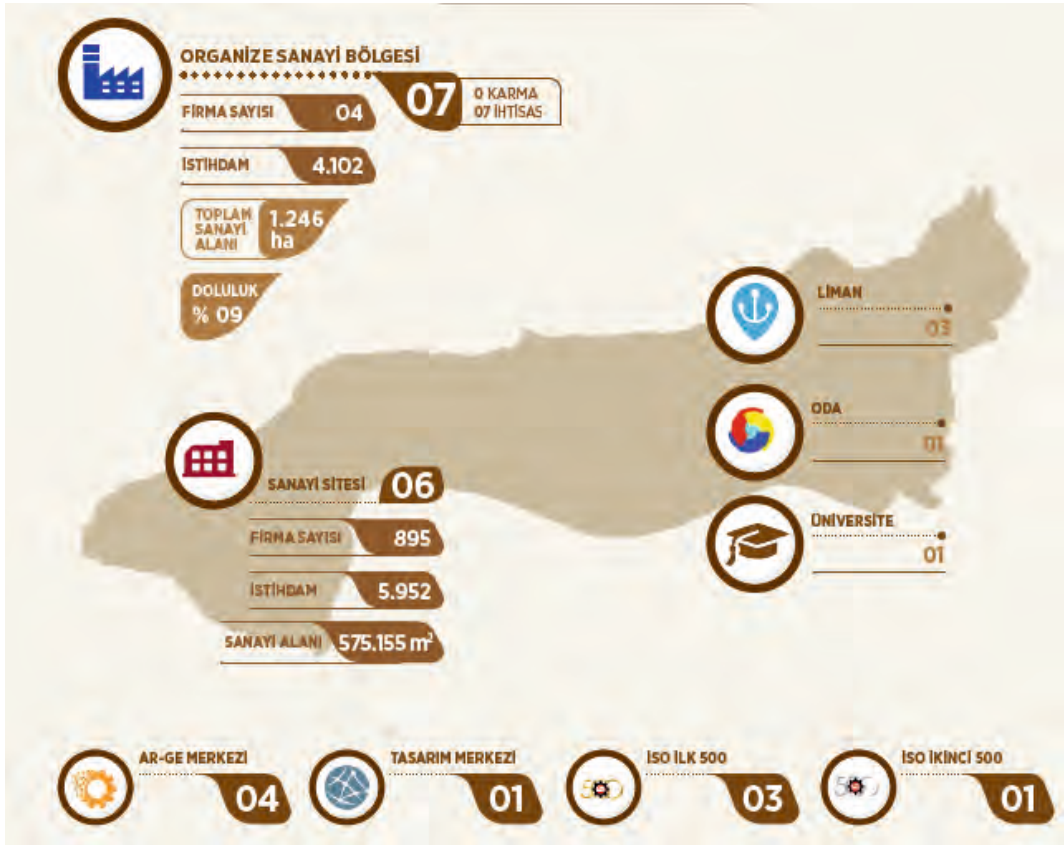 ORGANİZE SANAYİ BÖLGESİ
07
0 KARMA
07 İHTİSAS
FİRMA SAYISI 04
İSTİHDAM 4.102
TOPLAM
SANAYİ
ALANI
1.246
ha
DOLULUK
% 09
LİMAN
03
ODA
01
ÜNİVERSİTE
01
SANAYİ SİTESİ 06
FİRMA SAYISI 895
İSTİHDAM 5.952
SANAYİ ALANI 575.155 m²
AR-GE MERKEZİ
04
TASARIM MERKEZİ
01
İSO İLK 500
500
03
İSO İKİNCİ 500
500
01